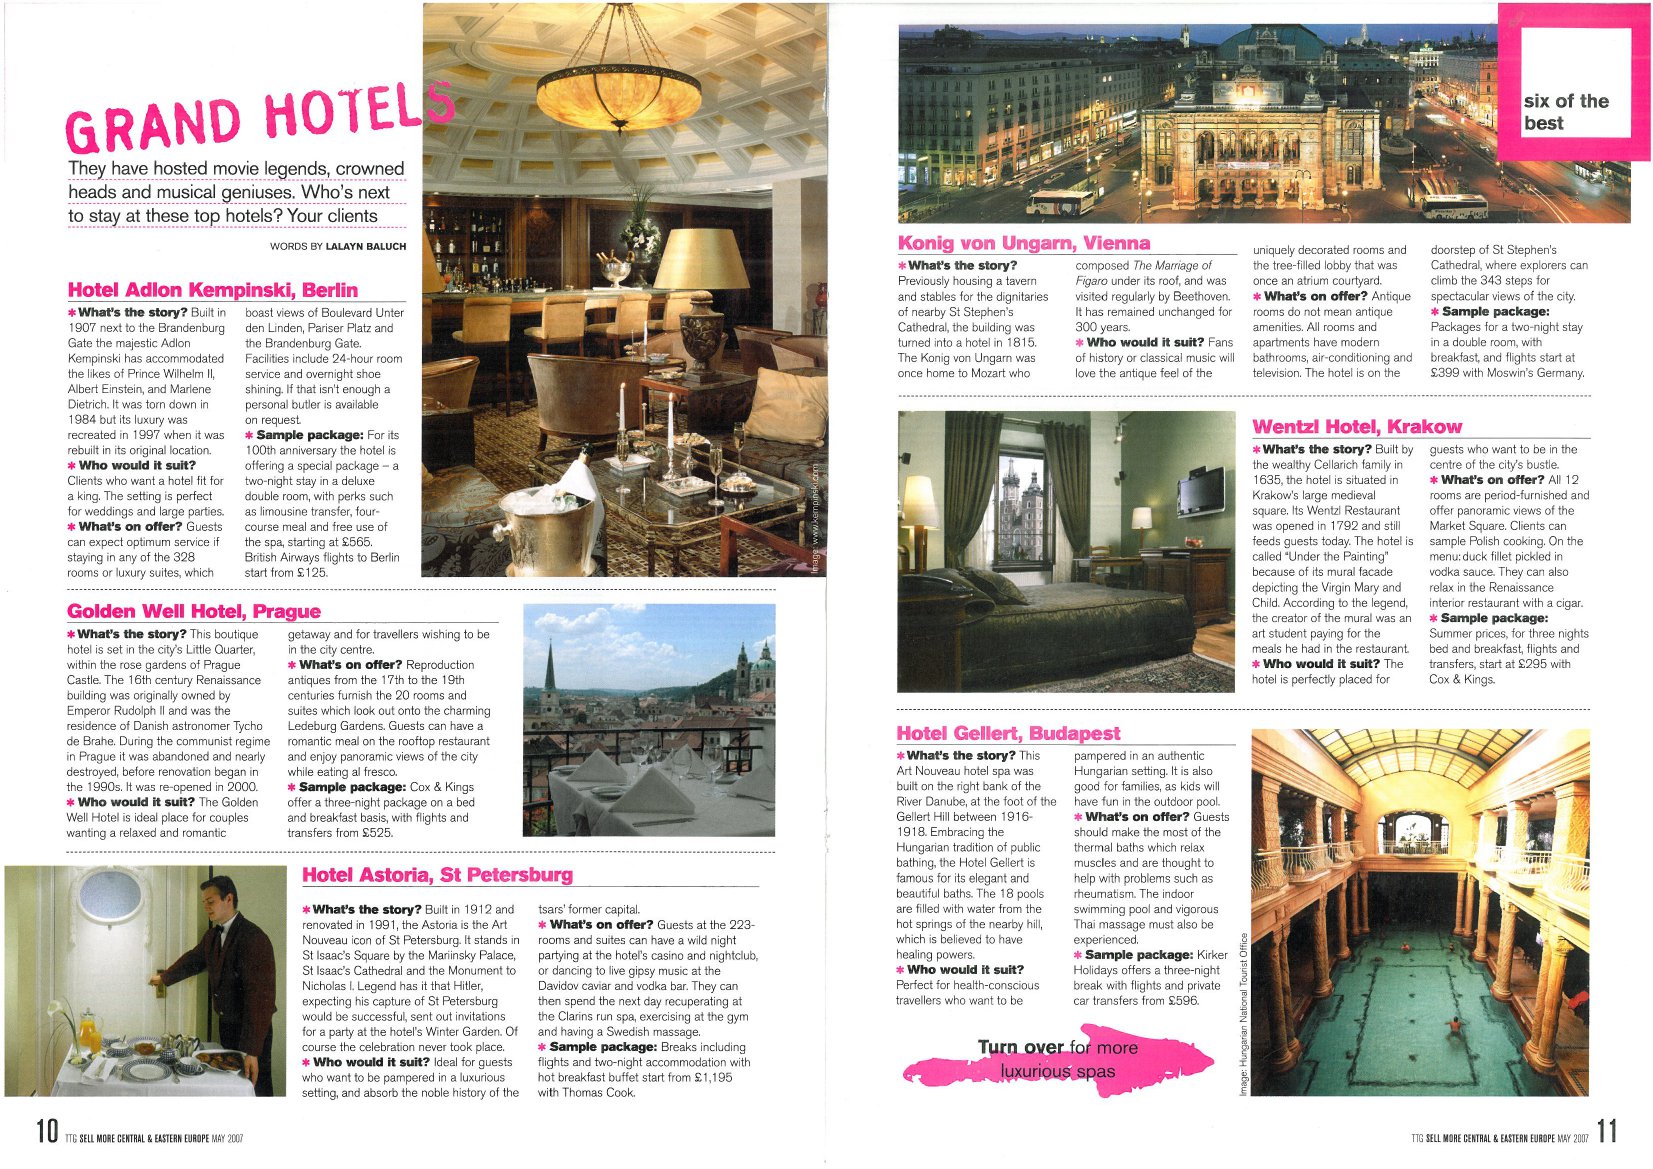 GRAND HOTELS
They have hosted movie legends, crowned
heads and musical geniuses. Who's next
to stay at these top hotels? Your clients
WORDS BY LALAYN BALUCH
Hotel Adlon Kempinski, Berlin
* What's the story? Built in
1907 next to the Brandenburg
Gate the majestic Adlon
Kempinski has accommodated
the likes of Prince Wilhelm II,
Albert Einstein, and Marlene
Dietrich. It was torn down in
1984 but its luxury was
recreated in 1997 when it was
rebuilt in its original location.
* Who would it suit?
Clients who want a hotel fit for
a king. The setting is perfect
for weddings and large parties.
* What's on offer? Guests
can expect optimum service if
staying in any of the 328
rooms or luxury suites, which
boast views of Boulevard Unter
den Linden, Pariser Platz and
the Brandenburg Gate.
Facilities include 24-hour room
service and overnight shoe
shining. If that isn't enough a
personal butler is available
on request.
* Sample package: For its
100th anniversary the hotel is
offering a special package – a
two-night stay in a deluxe
double room, with perks such
as limousine transfer, four-
course meal and free use of
the spa, starting at £565.
British Airways flights to Berlin
start from £125.
Image: www.kempinski.com
Golden Well Hotel, Prague
* What's the story? This boutique
hotel is set in the city's Little Quarter,
within the rose gardens of Prague
Castle. The 16th century Renaissance
building was originally owned by
Emperor Rudolph II and was the
residence of Danish astronomer Tycho
de Brahe. During the communist regime
in Prague it was abandoned and nearly
destroyed, before renovation began in
the 1990s. It was re-opened in 2000.
* Who would it suit? The Golden
Well Hotel is ideal place for couples
wanting a relaxed and romantic
getaway and for travellers wishing to be
in the city centre.
* What's on offer? Reproduction
antiques from the 17th to the 19th
centuries furnish the 20 rooms and
suites which look out onto the charming
Ledeburg Gardens. Guests can have a
romantic meal on the rooftop restaurant
and enjoy panoramic views of the city
while eating al fresco.
* Sample package: Cox & Kings
offer a three-night package on a bed
and breakfast basis, with flights and
transfers from £525.
Hotel Astoria, St Petersburg
* What's the story? Built in 1912 and
renovated in 1991, the Astoria is the Art
Nouveau icon of St Petersburg. It stands in
St Isaac's Square by the Mariinsky Palace,
St Isaac's Cathedral and the Monument to
Nicholas I. Legend has it that Hitler,
expecting his capture of St Petersburg
would be successful, sent out invitations
for a party at the hotel's Winter Garden. Of
course the celebration never took place.
* Who would it suit? Ideal for guests
who want to be pampered in a luxurious
setting, and absorb the noble history of the
tsars' former capital.
* What's on offer? Guests at the 223-
rooms and suites can have a wild night
partying at the hotel's casino and nightclub,
or dancing to live gipsy music at the
Davidov caviar and vodka bar. They can
then spend the next day recuperating at
the Clarins run spa, exercising at the gym
and having a Swedish massage.
* Sample package: Breaks including
flights and two-night accommodation with
hot breakfast buffet start from £1,195
with Thomas Cook.
10 TTG SELL MORE CENTRAL & EASTERN EUROPE MAY 2007
six of the
best
Konig von Ungarn, Vienna
* What's the story?
Previously housing a tavern
and stables for the dignitaries
of nearby St Stephen's
Cathedral, the building was
turned into a hotel in 1815.
The Konig von Ungarn was
once home to Mozart who
composed The Marriage of
Figaro under its roof, and was
visited regularly by Beethoven.
It has remained unchanged for
300 years.
* Who would it suit? Fans
of history or classical music will
love the antique feel of the
uniquely decorated rooms and
the tree-filled lobby that was
once an atrium courtyard.
* What's on offer? Antique
rooms do not mean antique
amenities. All rooms and
apartments have modern
bathrooms, air-conditioning and
television. The hotel is on the
doorstep of St Stephen's
Cathedral, where explorers can
climb the 343 steps for
spectacular views of the city.
* Sample package:
Packages for a two-night stay
in a double room, with
breakfast, and flights start at
£399 with Moswin's Germany.
Wentzl Hotel, Krakow
* What's the story? Built by
the wealthy Cellarich family in
1635, the hotel is situated in
Krakow's large medieval
square. Its Wentzl Restaurant
was opened in 1792 and still
feeds guests today. The hotel is
called "Under the Painting"
because of its mural facade
depicting the Virgin Mary and
Child. According to the legend,
the creator of the mural was an
art student paying for the
meals he had in the restaurant.
* Who would it suit? The
hotel is perfectly placed for
guests who want to be in the
centre of the city's bustle.
* What's on offer? All 12
rooms are period-furnished and
offer panoramic views of the
Market Square. Clients can
sample Polish cooking. On the
menu: duck fillet pickled in
vodka sauce. They can also
relax in the Renaissance
interior restaurant with a cigar.
* Sample package:
Summer prices, for three nights
bed and breakfast, flights and
transfers, start at £295 with
Cox & Kings.
Hotel Gellert, Budapest
* What's the story? This
Art Nouveau hotel spa was
built on the right bank of the
River Danube, at the foot of the
Gellert Hill between 1916-
1918. Embracing the
Hungarian tradition of public
bathing, the Hotel Gellert is
famous for its elegant and
beautiful baths. The 18 pools
are filled with water from the
hot springs of the nearby hill,
which is believed to have
healing powers.
* Who would it suit?
Perfect for health-conscious
travellers who want to be
pampered in an authentic
Hungarian setting. It is also
good for families, as kids will
have fun in the outdoor pool.
* What's on offer? Guests
should make the most of the
thermal baths which relax
muscles and are thought to
help with problems such as
rheumatism. The indoor
swimming pool and vigorous
Thai massage must also be
experienced.
* Sample package: Kirker
Holidays offers a three-night
break with flights and private
car transfers from £596.
Image: Hungarian National Tourist Office
Turn over for more
luxurious spas
TTG SELL MORE CENTRAL & EASTERN EUROPE MAY 2007 11